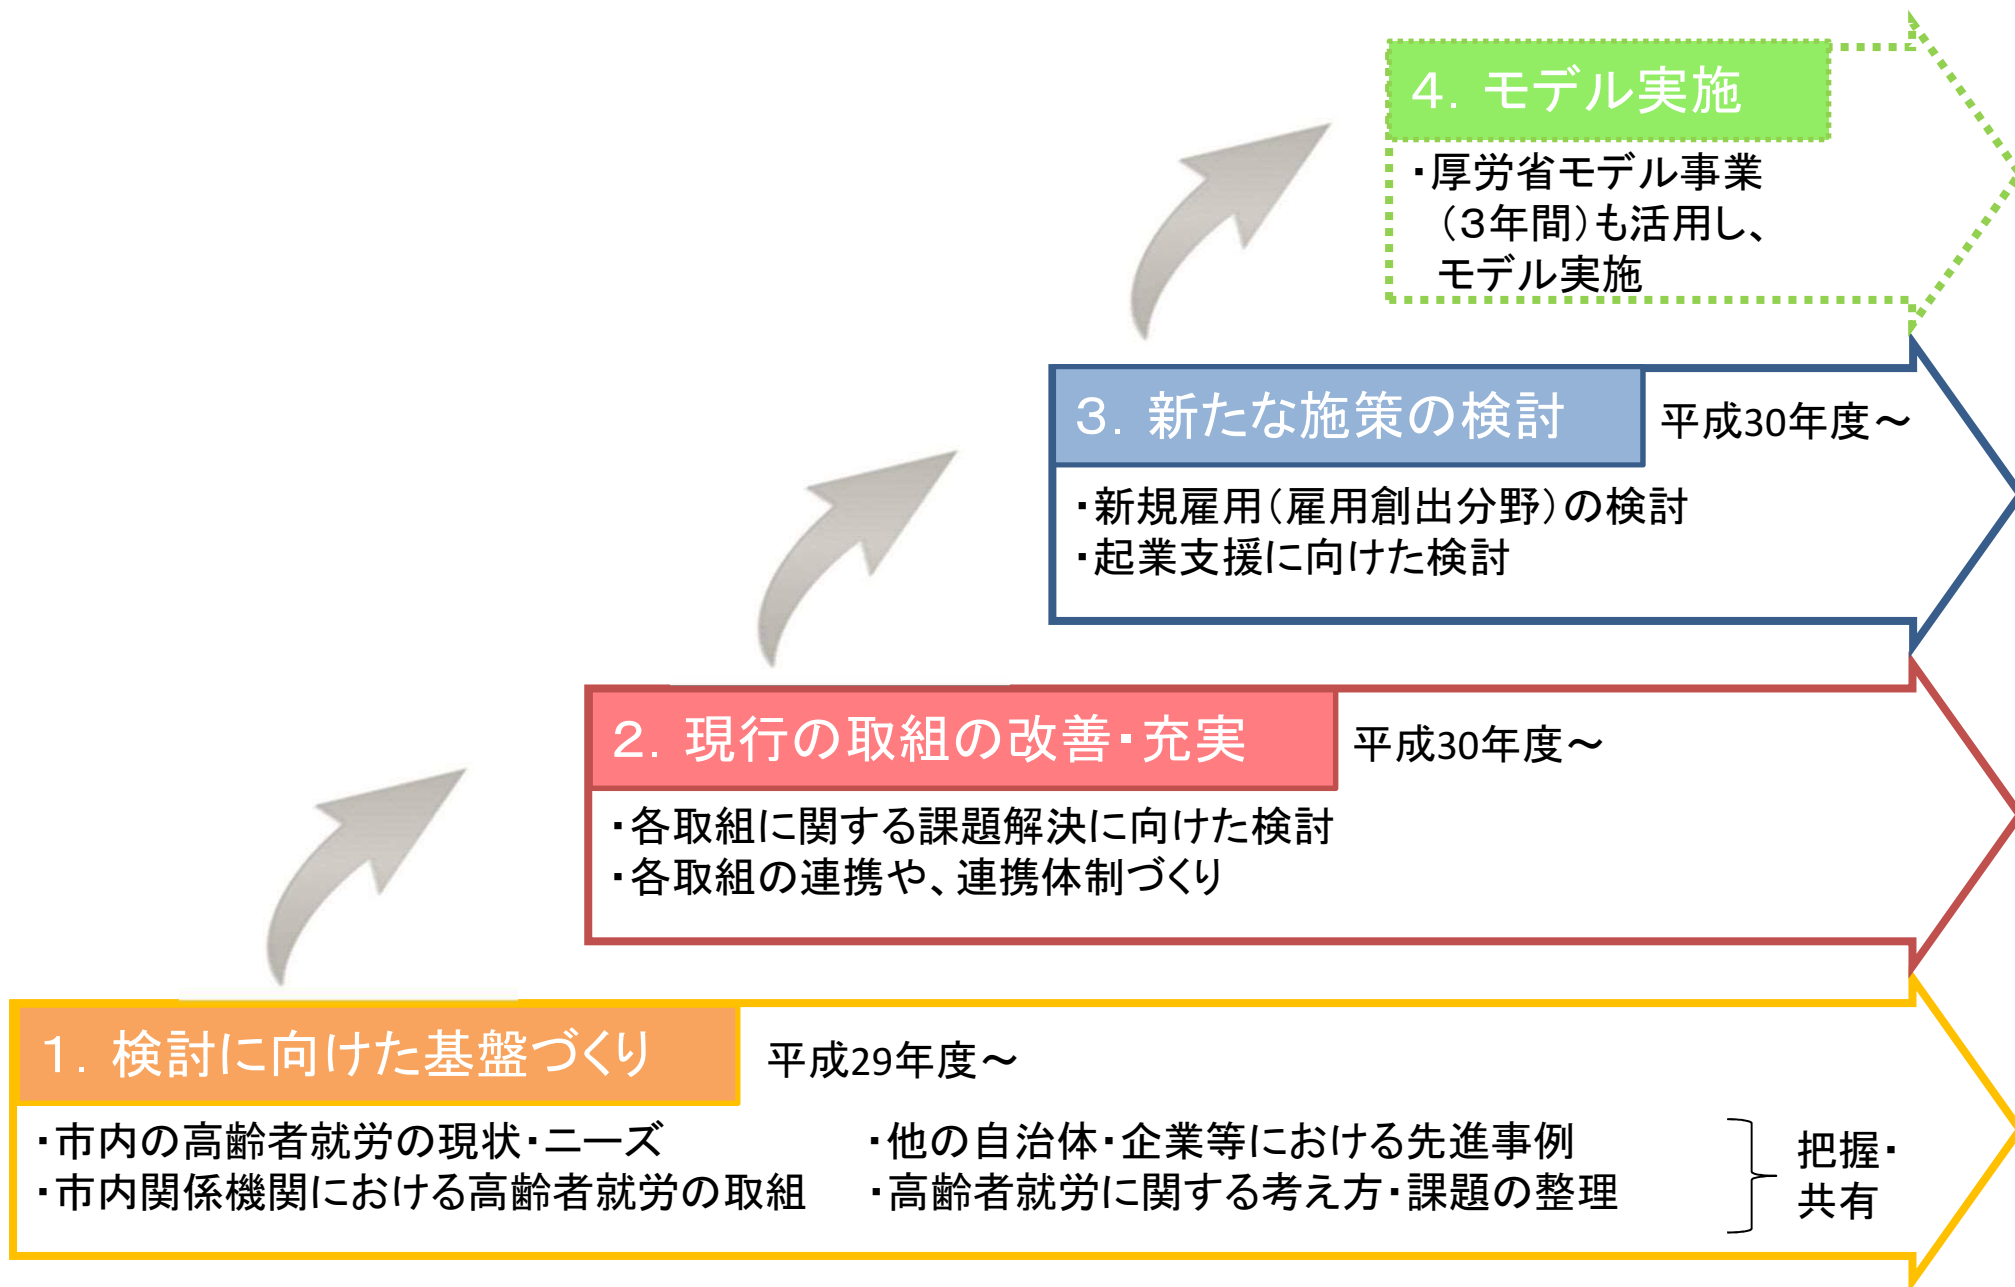 ４．モデル実施
・厚労省モデル事業
（３年間）も活用し、
モデル実施
３．新たな施策の検討
平成30年度～
・新規雇用（雇用創出分野）の検討
・起業支援に向けた検討
２．現行の取組の改善・充実
平成30年度～
・各取組に関する課題解決に向けた検討
・各取組の連携や、連携体制づくり
１．検討に向けた基盤づくり
平成29年度～
・市内の高齢者就労の現状・ニーズ
・市内関係機関における高齢者就労の取組
・他の自治体・企業等における先進事例
・高齢者就労に関する考え方・課題の整理
把握・
共有